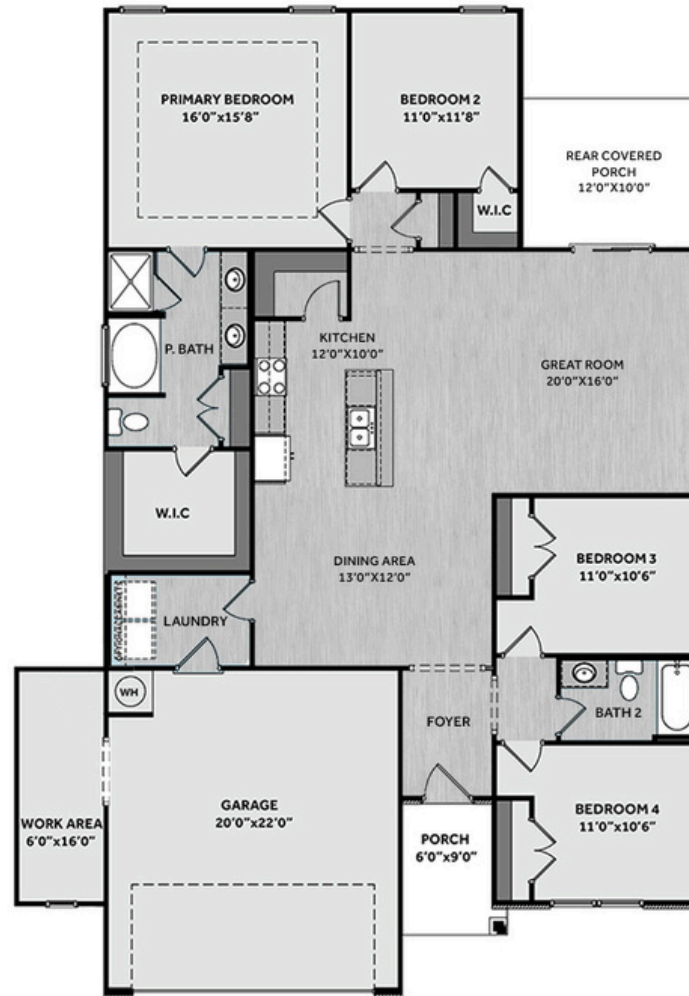 PRIMARY BEDROOM
16'0"x15'8"
BEDROOM 2
11'0"x11'8"
REAR COVERED
PORCH
12'0"X10'0"
W.I.C
P. BATH
KITCHEN
12'0"X10'0"
GREAT ROOM
20'0"X16'0"
W.I.C
DINING AREA
13'0"X12'0"
BEDROOM 3
11'0"x10'6"
OPTIONAL CABINETS
LAUNDRY
WH
FOYER
BATH 2
WORK AREA
6'0"x16'0"
GARAGE
20'0"x22'0"
PORCH
6'0"x9'0"
BEDROOM 4
11'0"x10'6"